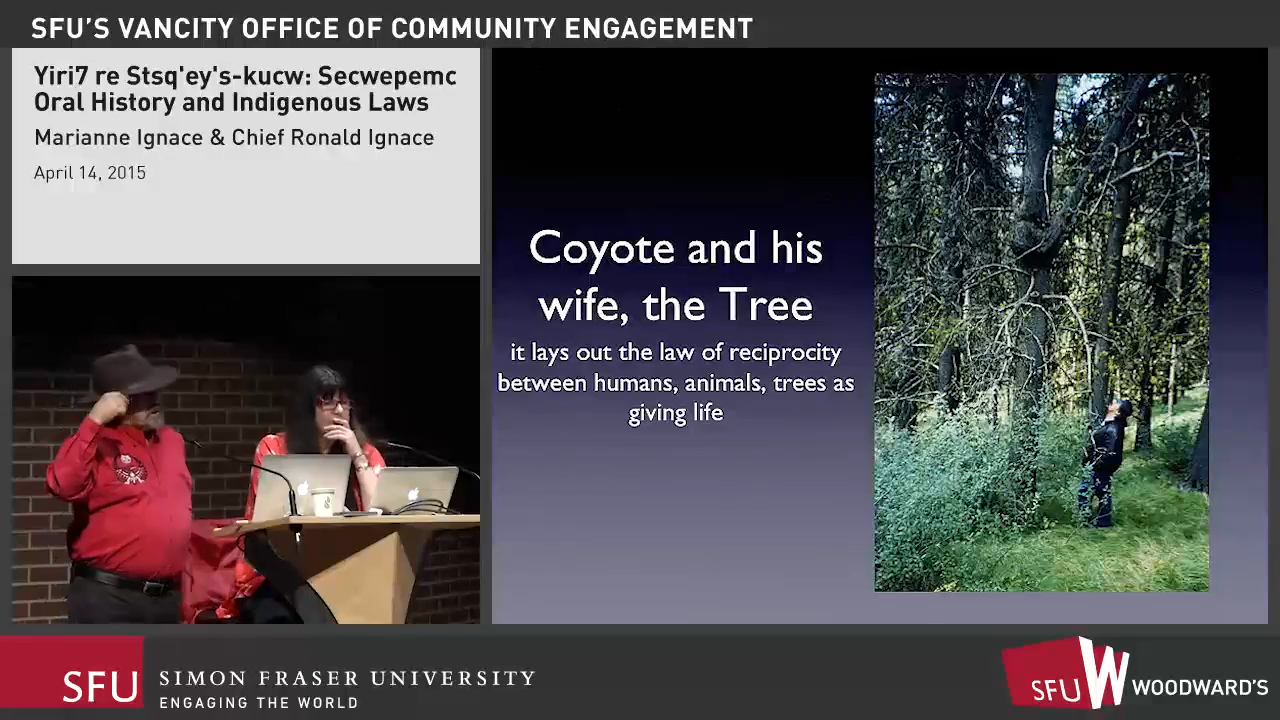 SFU'S VANCITY OFFICE OF COMMUNITY ENGAGEMENT
Yiri7 re Stsq'ey's-kucw: Secwepemc
Oral History and Indigenous Laws
Marianne Ignace & Chief Ronald Ignace
April 14, 2015
Coyote and his
wife, the Tree
it lays out the law of reciprocity
between humans, animals, trees as
giving life
SFU
SIMON FRASER UNIVERSITY
ENGAGING THE WORLD
SFU W WOODWARD'S